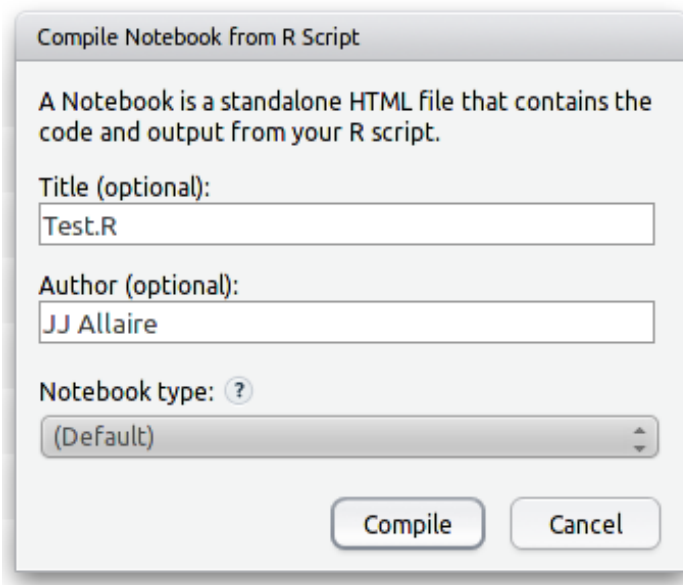 Compile Notebook from R Script
A Notebook is a standalone HTML file that contains the
code and output from your R script.
Title (optional):
Test.R
Author (optional):
JJ Allaire
Notebook type: ?
(Default)
Compile Cancel